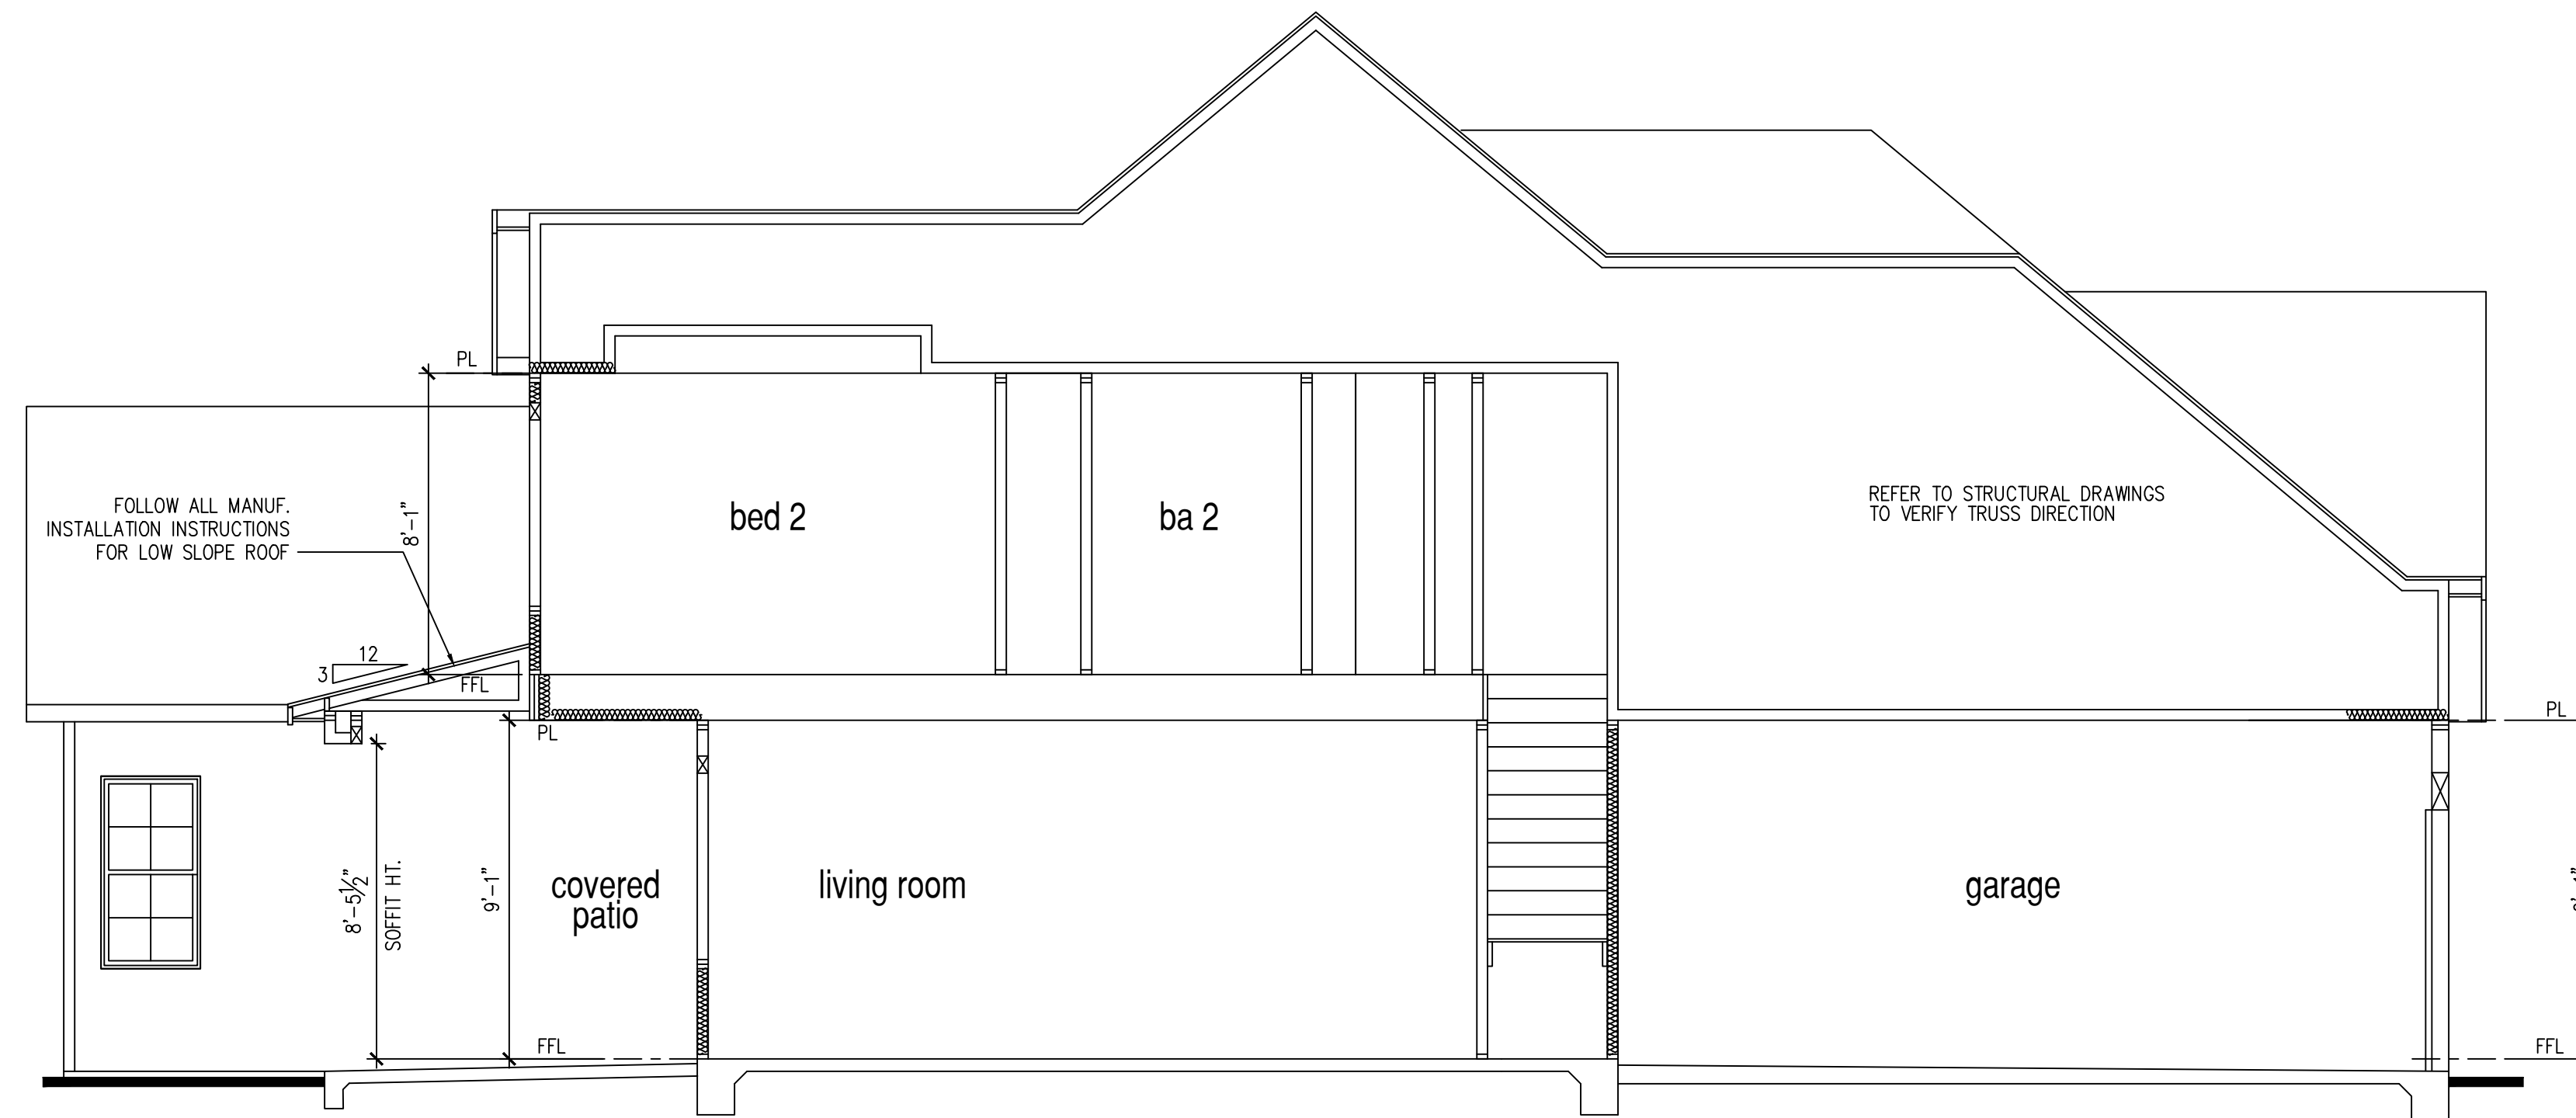 PL
FOLLOW ALL MANUF.
INSTALLATION INSTRUCTIONS
FOR LOW SLOPE ROOF
8'-1"
bed 2
ba 2
REFER TO STRUCTURAL DRAWINGS
TO VERIFY TRUSS DIRECTION
12
3
FFL
PL
PL
8'-5½"
SOFFIT HT.
9'-1"
covered
patio
living room
garage
FFL
FFL